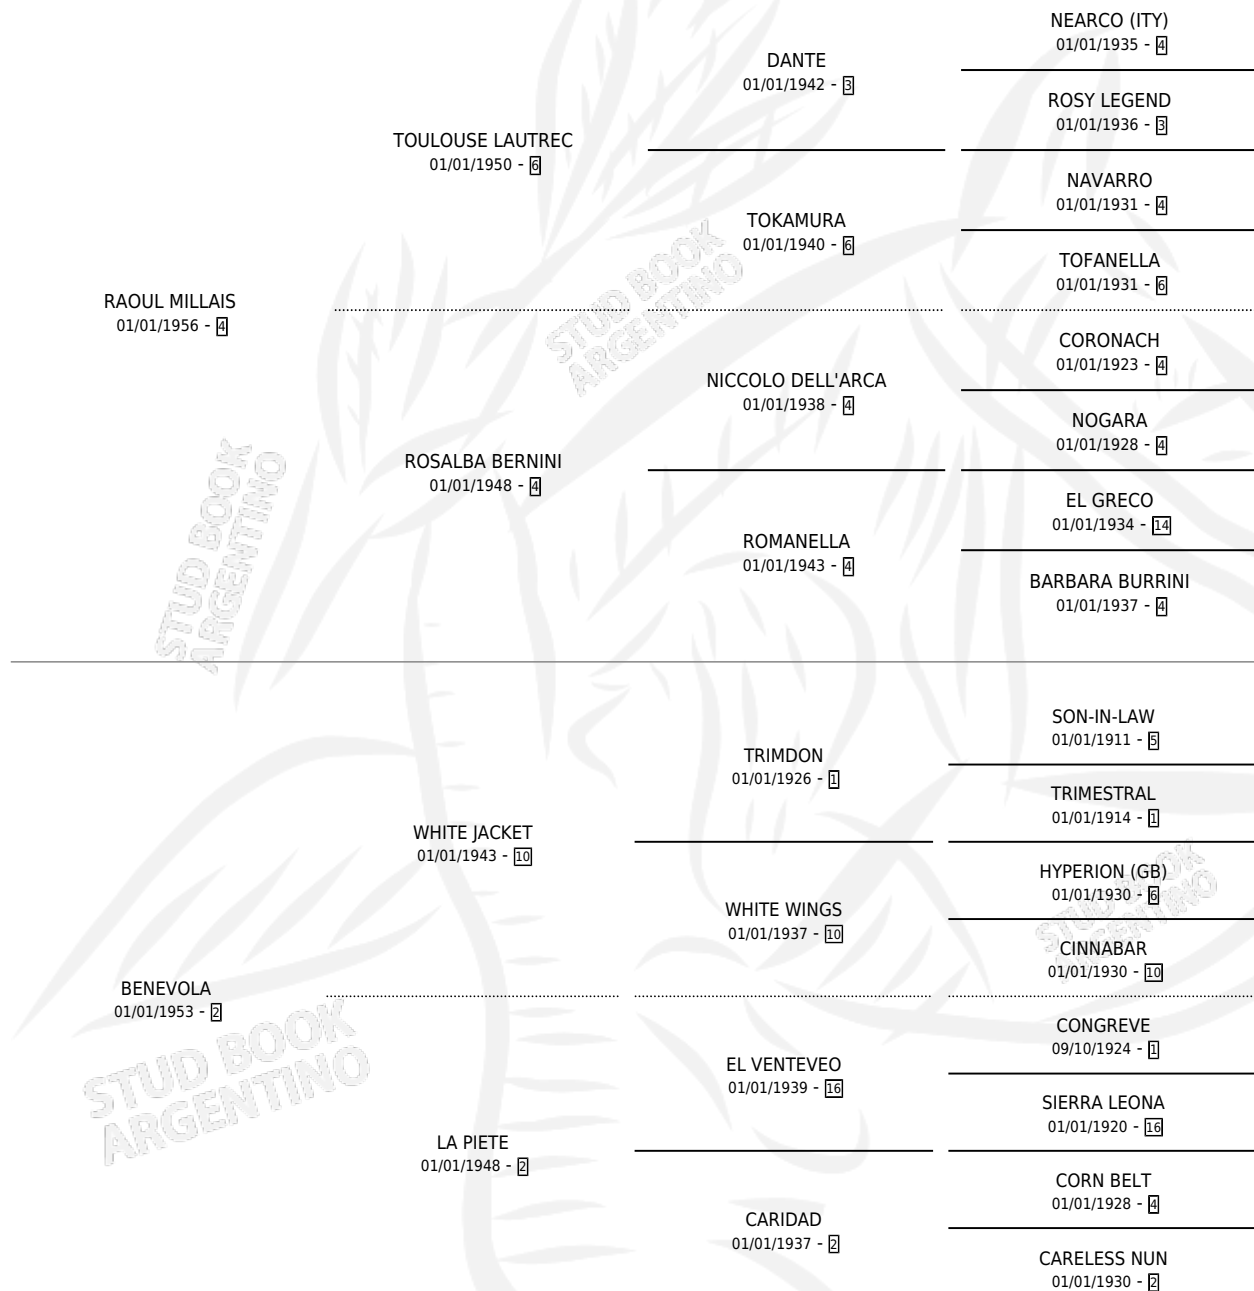 NEARCO (ITY)
01/01/1935 - 4
DANTE
01/01/1942 - 3
ROSY LEGEND
01/01/1936 - 3
TOULOUSE LAUTREC
01/01/1950 - 6
NAVARRO
01/01/1931 - 4
TOKAMURA
01/01/1940 - 6
TOFANELLA
01/01/1931 - 6
RAOUL MILLAIS
01/01/1956 - 4
CORONACH
01/01/1923 - 4
NICCOLO DELL'ARCA
01/01/1938 - 4
NOGARA
01/01/1928 - 4
ROSALBA BERNINI
01/01/1948 - 4
EL GRECO
01/01/1934 - 14
ROMANELLA
01/01/1943 - 4
BARBARA BURRINI
01/01/1937 - 4
STUD BOOK
ARGENTINO
STUD BOOK
ARGENTINO
SON-IN-LAW
01/01/1911 - 5
TRIMDON
01/01/1926 - 1
TRIMESTRAL
01/01/1914 - 1
WHITE JACKET
01/01/1943 - 10
HYPERION (GB)
01/01/1930 - 6
WHITE WINGS
01/01/1937 - 10
CINNABAR
01/01/1930 - 10
STUD BOOK
ARGENTINO
BENEVOLA
01/01/1953 - 2
CONGREVE
09/10/1924 - 1
EL VENTEVEO
01/01/1939 - 16
SIERRA LEONA
01/01/1920 - 16
LA PIETE
01/01/1948 - 2
CORN BELT
01/01/1928 - 4
CARIDAD
01/01/1937 - 2
CARELESS NUN
01/01/1930 - 2
STUD BOOK
ARGENTINO